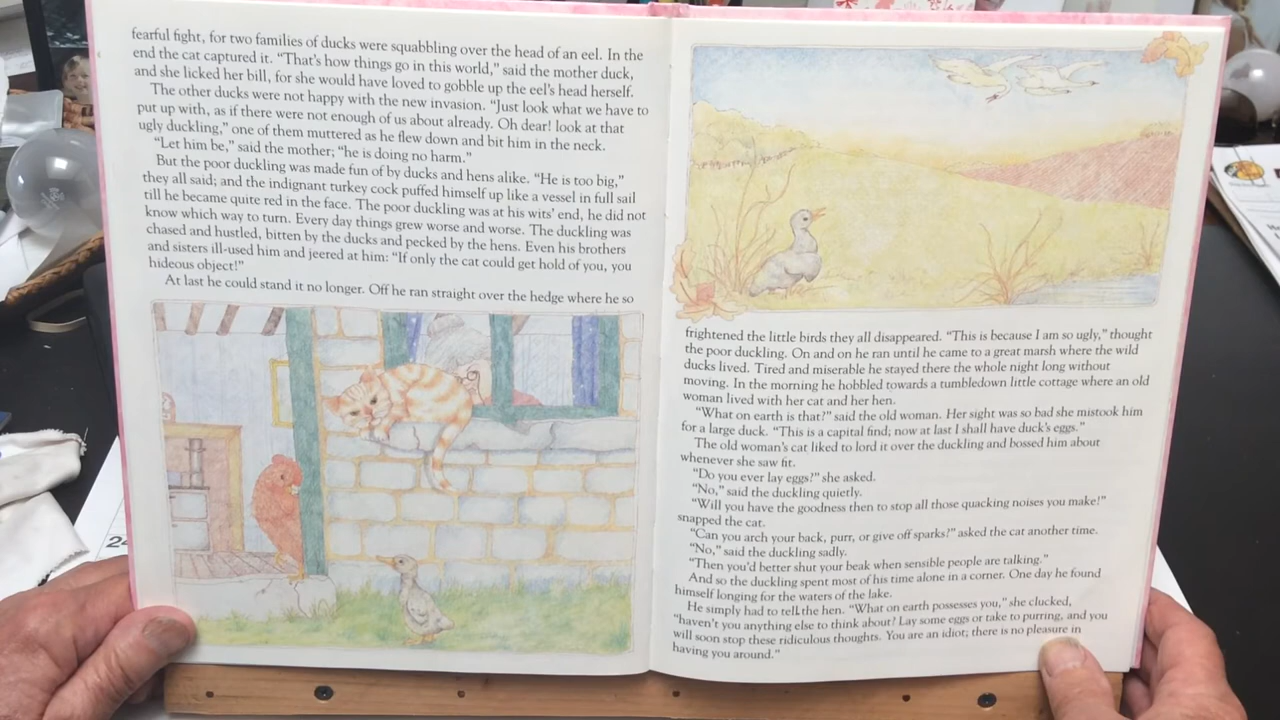 fearful fight, for two families of ducks were squabbling over the head of an eel. In the
end the cat captured it. “That's how things go in this world,” said the mother duck,
and she licked her bill, for she would have loved to gobble up the eel's head herself.
The other ducks were not happy with the new invasion. “Just look what we have to
put up with, as if there were not enough of us about already. Oh dear! look at that
ugly duckling,” one of them muttered as he flew down and bit him in the neck.
“Let him be,” said the mother; “he is doing no harm.”
But the poor duckling was made fun of by ducks and hens alike. “He is too big,”
they all said; and the indignant turkey cock puffed himself up like a vessel in full sail
till he became quite red in the face. The poor duckling was at his wits' end, he did not
know which way to turn. Every day things grew worse and worse. The duckling was
chased and hustled, bitten by the ducks and pecked by the hens. Even his brothers
and sisters ill-used him and jeered at him: “If only the cat could get hold of you, you
hideous object!”
At last he could stand it no longer. Off he ran straight over the hedge where he so
frightened the little birds they all disappeared. “This is because I am so ugly,” thought
the poor duckling. On and on he ran until he came to a great marsh where the wild
ducks lived. Tired and miserable he stayed there the whole night long without
moving. In the morning he hobbled towards a tumbledown little cottage where an old
woman lived with her cat and her hen.
“What on earth is that?” said the old woman. Her sight was so bad she mistook him
for a large duck. “This is a capital find; now at last I shall have duck's eggs.”
The old woman's cat liked to lord it over the duckling and bossed him about
whenever she saw fit.
“Do you ever lay eggs?” she asked.
“No,” said the duckling quietly.
“Will you have the goodness then to stop all those quacking noises you make!”
snapped the cat.
“Can you arch your back, purr, or give off sparks?” asked the cat another time.
“No,” said the duckling sadly.
“Then you'd better shut your beak when sensible people are talking.”
And so the duckling spent most of his time alone in a corner. One day he found
himself longing for the waters of the lake.
He simply had to tell the hen. “What on earth possesses you,” she clucked,
“haven't you anything else to think about? Lay some eggs or take to purring, and you
will soon stop these ridiculous thoughts. You are an idiot; there is no pleasure in
having you around.”